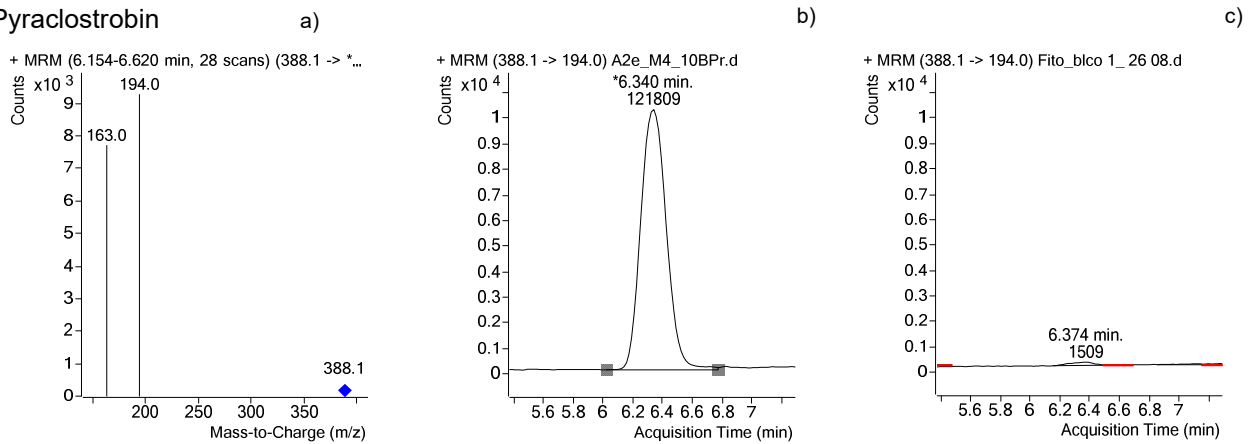 Pyraclostrobin
a)
+ MRM (6.154-6.620 min, 28 scans) (388.1 -> *...
Counts
x10 3
9
8
7
6
5
4
3
2
1
0
163.0
194.0
388.1
200 250 300 350
Mass-to-Charge (m/z)
b)
+ MRM (388.1 -> 194.0) A2e_M4_10BPr.d
Counts
x10 4
1
0.9
0.8
0.7
0.6
0.5
0.4
0.3
0.2
0.1
0
*6.340 min.
121809
5.6 5.8 6 6.2 6.4 6.6 6.8 7
Acquisition Time (min)
c)
+ MRM (388.1 -> 194.0) Fito_blco 1_ 26 08.d
Counts
x10 4
1
0.9
0.8
0.7
0.6
0.5
0.4
0.3
0.2
0.1
0
6.374 min.
1509
5.6 5.8 6 6.2 6.4 6.6 6.8 7
Acquisition Time (min)